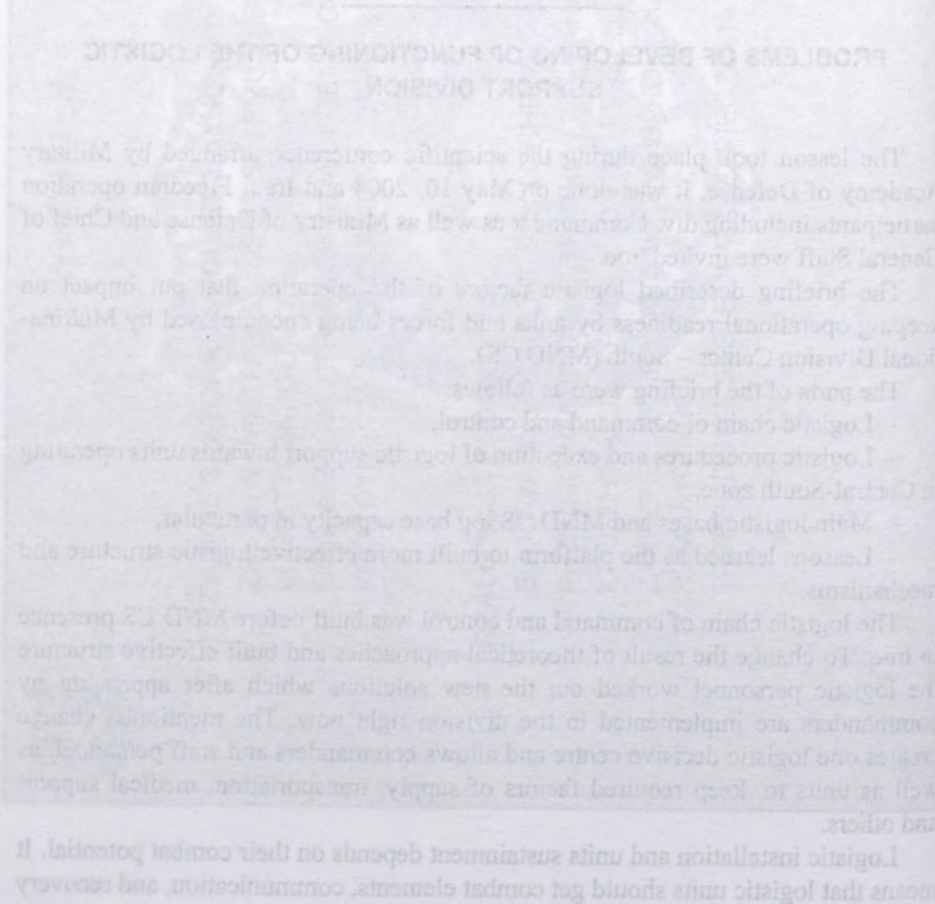 PROBLEMS OF DEVELOPING OF FUNCTIONING OF THE LOGISTIC
SUPPORT DIVISION
The lesson took place during the scientific conference arranged by Military
Academy of Defense. It was done on May 10, 2004 and Iraqi Freedom operation
participants including div. Commander as well as Ministry of Defense and Chief of
General Staff were invited too.
The briefing described logistic factors of the operation that put impact on
keeping operational readiness by units and forces being encompassed by Multina-
tional Division Center – South (MND CS).
The parts of the briefing were as follows:
– Logistic chain of command and control,
– Logistic procedures and execution of logistic support towards units operating
in Central-South zone,
– Main logistic bases and MND CS log base capacity in particular,
– Lessons learned as the platform to built more effective logistic structure and
mechanisms.
The logistic chain of command and control was built before MND CS presence
in Iraq. To change the result of theoretical approaches and built effective structure
the logistic personnel worked out the new solutions which after approving by
commanders are implemented in the division right now. The mentioned change
creates one logistic decisive centre and allows commanders and staff personnel, as
well as units to, keep required factors of supply, transportation, medical support
and others.
Logistic installation and units sustainment depends on their combat potential. It
means that logistic units should get combat elements, communication, and recovery